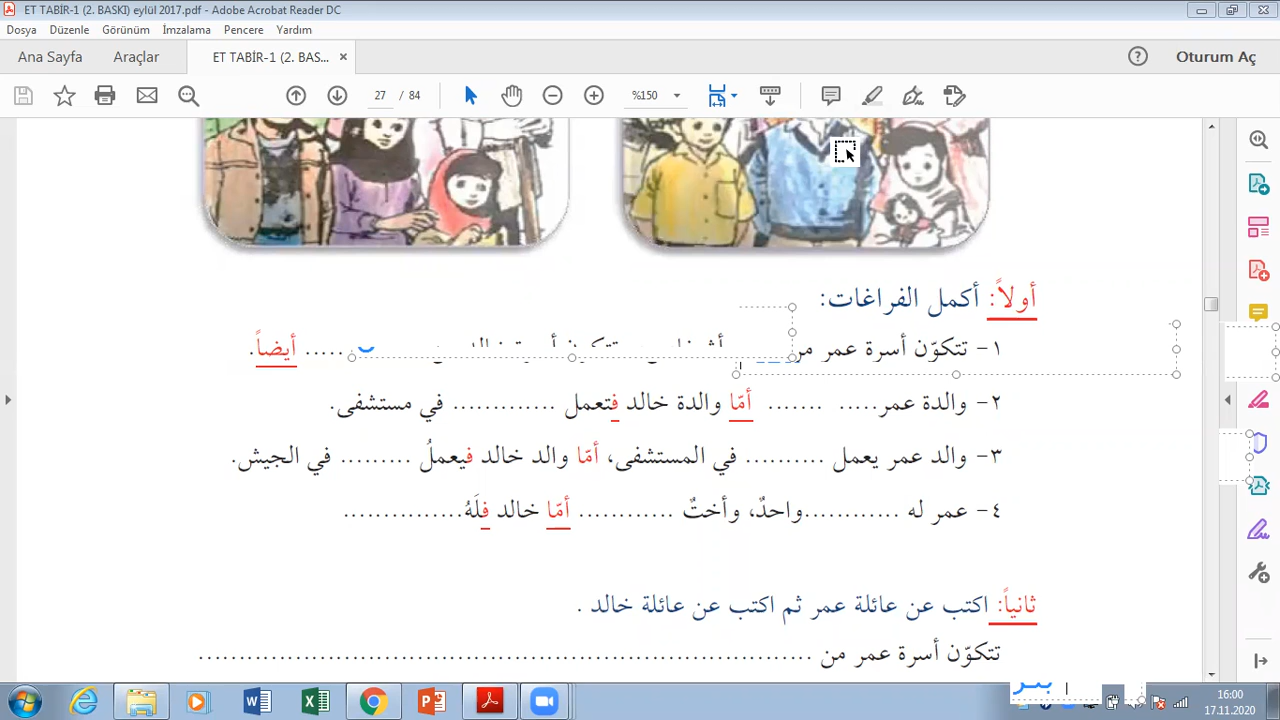 ET TABİR-1 (2. BASKI) eylül 2017.pdf - Adobe Acrobat Reader DC
Dosya Düzenle Görünüm İmzalama Pencere Yardım
Ana Sayfa Araçlar ET TABİR-1 (2. BAS... × Oturum Aç
27 / 84 %150
أولاً: أكمل الفراغات:
١- تتكوّن أسرة عمر من ..... أيضاً.
٢- والدة عمر..... ....... أمّا والدة خالد فتعمل ............. في مستشفى.
٣- والد عمر يعمل .......... في المستشفى، أمّا والد خالد فيعملُ ......... في الجيش.
٤- عمر له ............واحدٌ، وأختٌ ............ أمّا خالد فلَهُ...............
ثانياً: اكتب عن عائلة عمر ثم اكتب عن عائلة خالد .
تتكوّن أسرة عمر من ...............................................................
16:00
17.11.2020